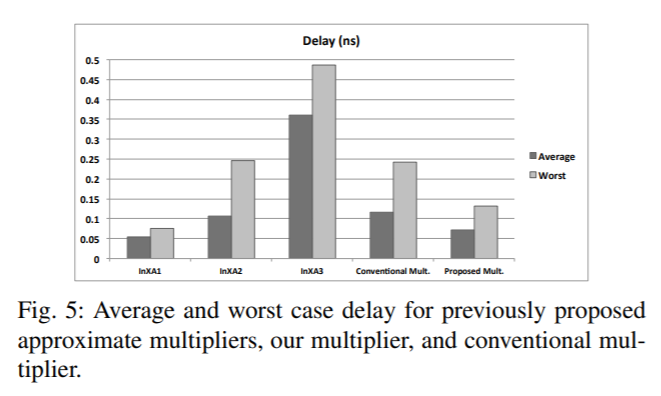 Delay (ns)
0.5
0.45
0.4
0.35
0.3
0.25
0.2
0.15
0.1
0.05
0
Average
Worst
InXA1 InXA2 InXA3 Conventional Mult. Proposed Mult.
Fig. 5: Average and worst case delay for previously proposed
approximate multipliers, our multiplier, and conventional mul-
tiplier.